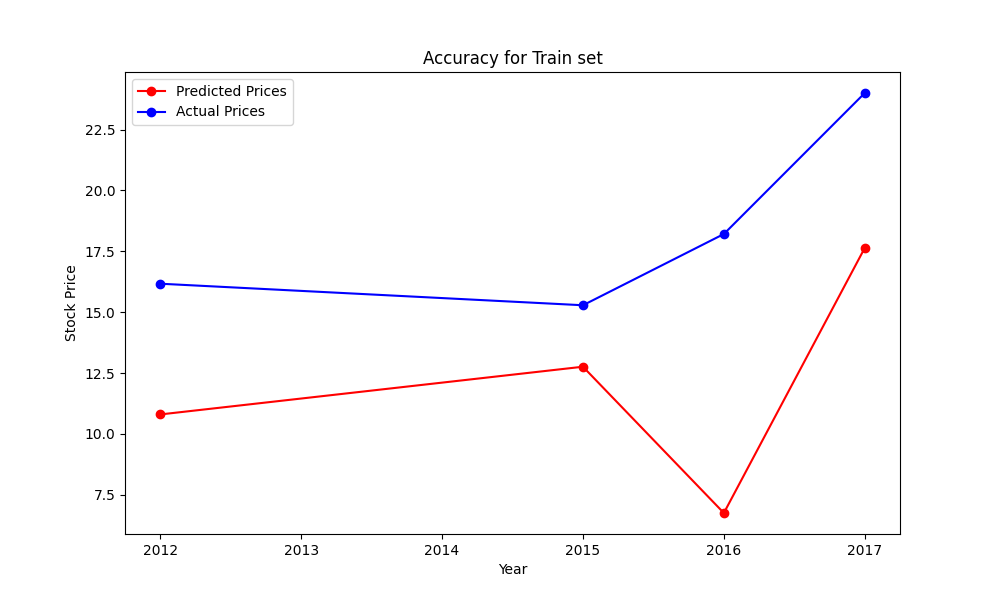 Accuracy for Train set
Predicted Prices
Actual Prices
22.5
20.0
17.5
15.0
12.5
10.0
7.5
Stock Price
2012 2013 2014 2015 2016 2017
Year